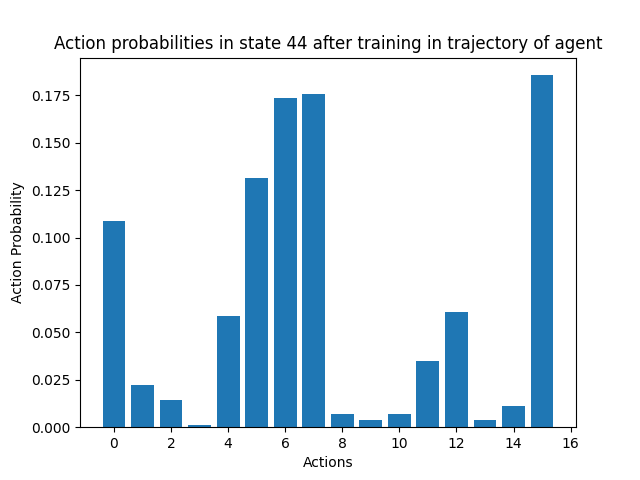 Action probabilities in state 44 after training in trajectory of agent
Action Probability
0.175
0.150
0.125
0.100
0.075
0.050
0.025
0.000
0 2 4 6 8 10 12 14 16
Actions